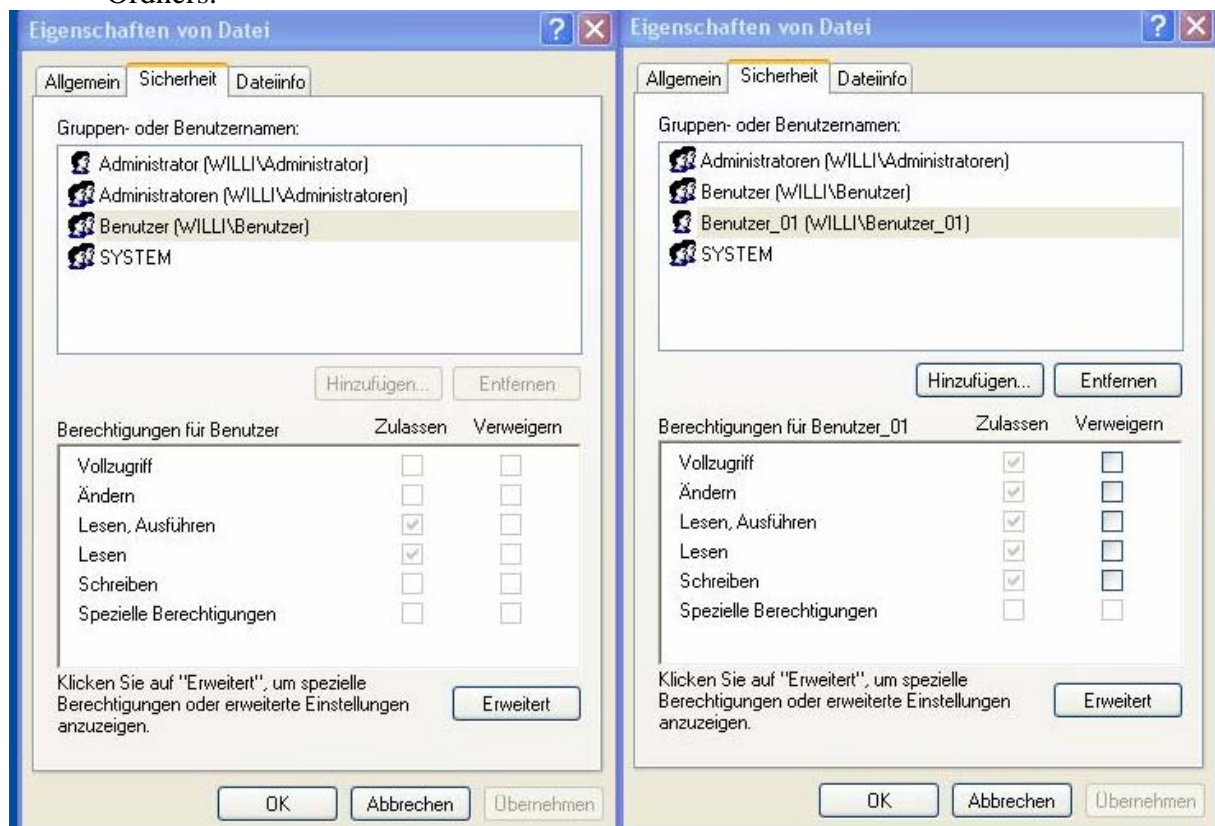 Ordners.
Eigenschaften von Datei
Allgemein Sicherheit Dateiinfo
Gruppen- oder Benutzernamen:
Administrator (WILLI\Administrator)
Administratoren (WILLI\Administratoren)
Benutzer (WILLI\Benutzer)
SYSTEM
Hinzufügen... Entfernen
Berechtigungen für Benutzer Zulassen Verweigern
Vollzugriff
Ändern
Lesen, Ausführen
Lesen
Schreiben
Spezielle Berechtigungen
Klicken Sie auf "Erweitert", um spezielle
Berechtigungen oder erweiterte Einstellungen
anzuzeigen.
Erweitert
OK Abbrechen Übernehmen
Eigenschaften von Datei
Allgemein Sicherheit Dateiinfo
Gruppen- oder Benutzernamen:
Administratoren (WILLI\Administratoren)
Benutzer (WILLI\Benutzer)
Benutzer_01 (WILLI\Benutzer_01)
SYSTEM
Hinzufügen... Entfernen
Berechtigungen für Benutzer_01 Zulassen Verweigern
Vollzugriff
Ändern
Lesen, Ausführen
Lesen
Schreiben
Spezielle Berechtigungen
Klicken Sie auf "Erweitert", um spezielle
Berechtigungen oder erweiterte Einstellungen
anzuzeigen.
Erweitert
OK Abbrechen Übernehmen